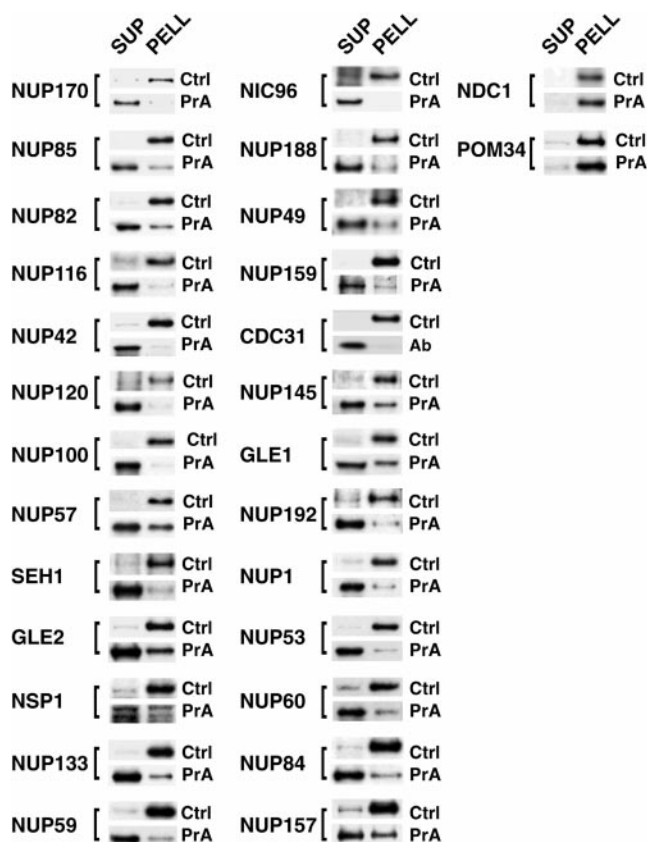 SUP PELL SUP PELL SUP PELL
NUP170 [ Ctrl
PrA
NIC96 [ Ctrl
PrA
NDC1 [ Ctrl
PrA
NUP85 [ Ctrl
PrA
NUP188 [ Ctrl
PrA
POM34 [ Ctrl
PrA
NUP82 [ Ctrl
PrA
NUP49 [ Ctrl
PrA
NUP116 [ Ctrl
PrA
NUP159 [ Ctrl
PrA
NUP42 [ Ctrl
PrA
CDC31 [ Ctrl
Ab
NUP120 [ Ctrl
PrA
NUP145 [ Ctrl
PrA
NUP100 [ Ctrl
PrA
GLE1 [ Ctrl
PrA
NUP57 [ Ctrl
PrA
NUP192 [ Ctrl
PrA
SEH1 [ Ctrl
PrA
NUP1 [ Ctrl
PrA
GLE2 [ Ctrl
PrA
NUP53 [ Ctrl
PrA
NSP1 [ Ctrl
PrA
NUP60 [ Ctrl
PrA
NUP133 [ Ctrl
PrA
NUP84 [ Ctrl
PrA
NUP59 [ Ctrl
PrA
NUP157 [ Ctrl
PrA